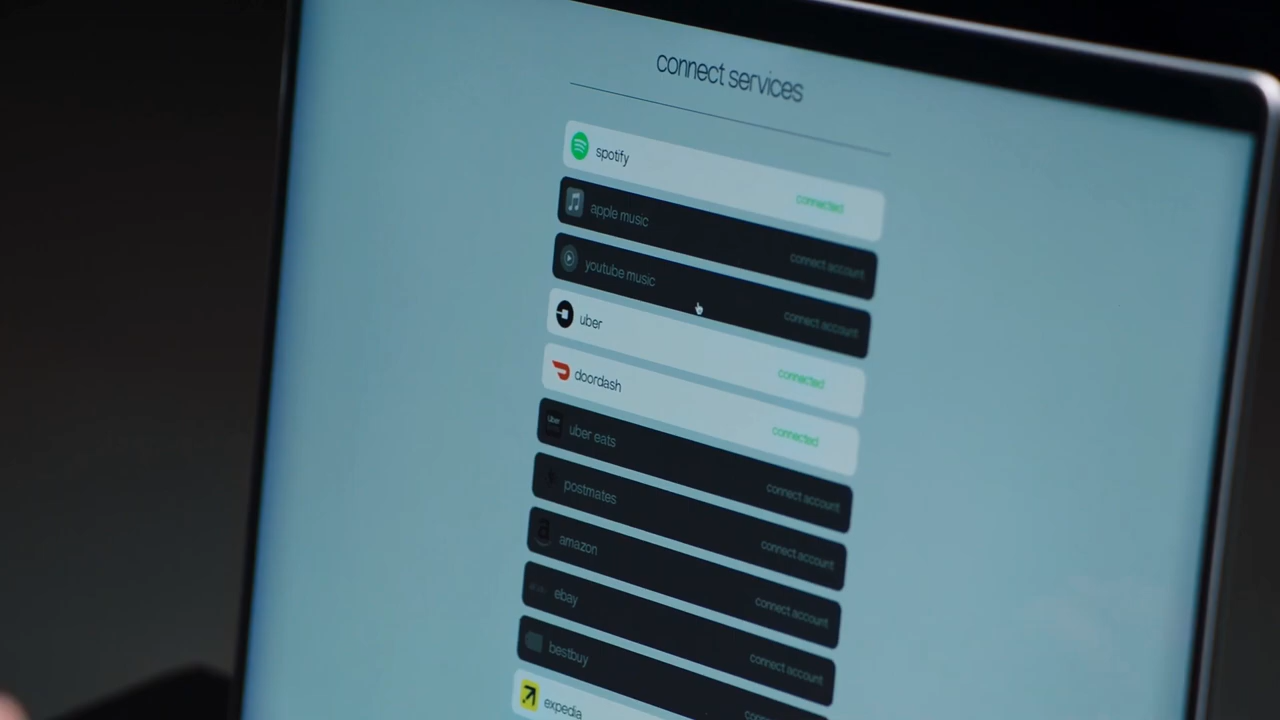 connect services
spotify connected
apple music connect account
youtube music connect account
uber connected
doordash connected
Uber uber eats connect account
postmates connect account
amazon connect account
ebay connect account
bestbuy connect
expedia